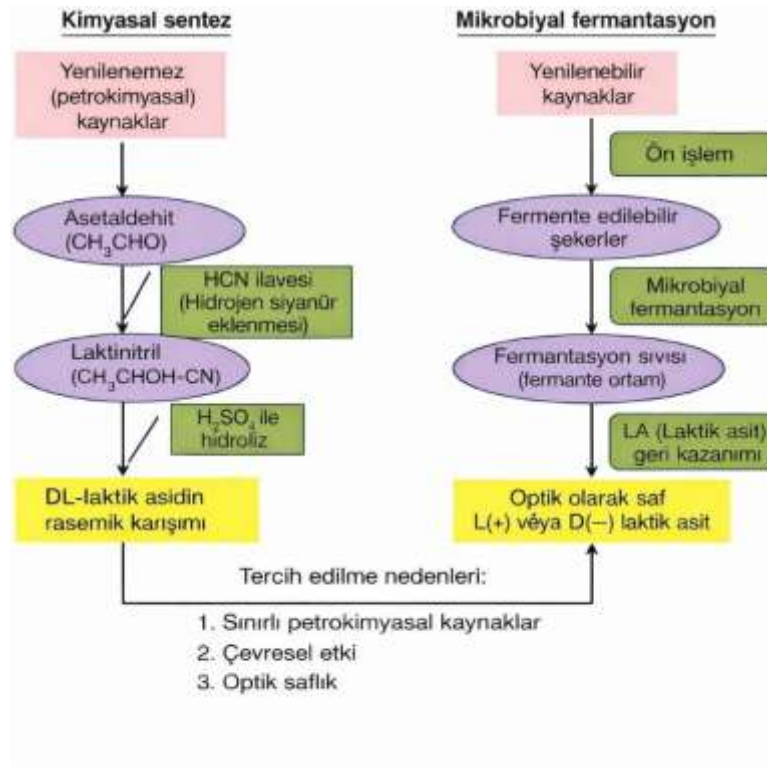 Kimyasal sentez
Yenilenemez
(petrokimyasal)
kaynaklar
Asetaldehit
(CH₃CHO)
HCN ilavesi
(Hidrojen siyanür
eklenmesi)
Laktinitril
(CH₃CHOH-CN)
H₂SO₄ ile
hidroliz
DL-laktik asidin
rasemik karışımı
Mikrobiyal fermantasyon
Yenilenebilir
kaynaklar
Ön işlem
Fermente edilebilir
şekerler
Mikrobiyal
fermantasyon
Fermantasyon sıvısı
(fermante ortam)
LA (Laktik asit)
geri kazanımı
Optik olarak saf
L(+) véya D(−) laktik asit
Tercih edilme nedenleri:
1. Sınırlı petrokimyasal kaynaklar
2. Çevresel etki
3. Optik saflık